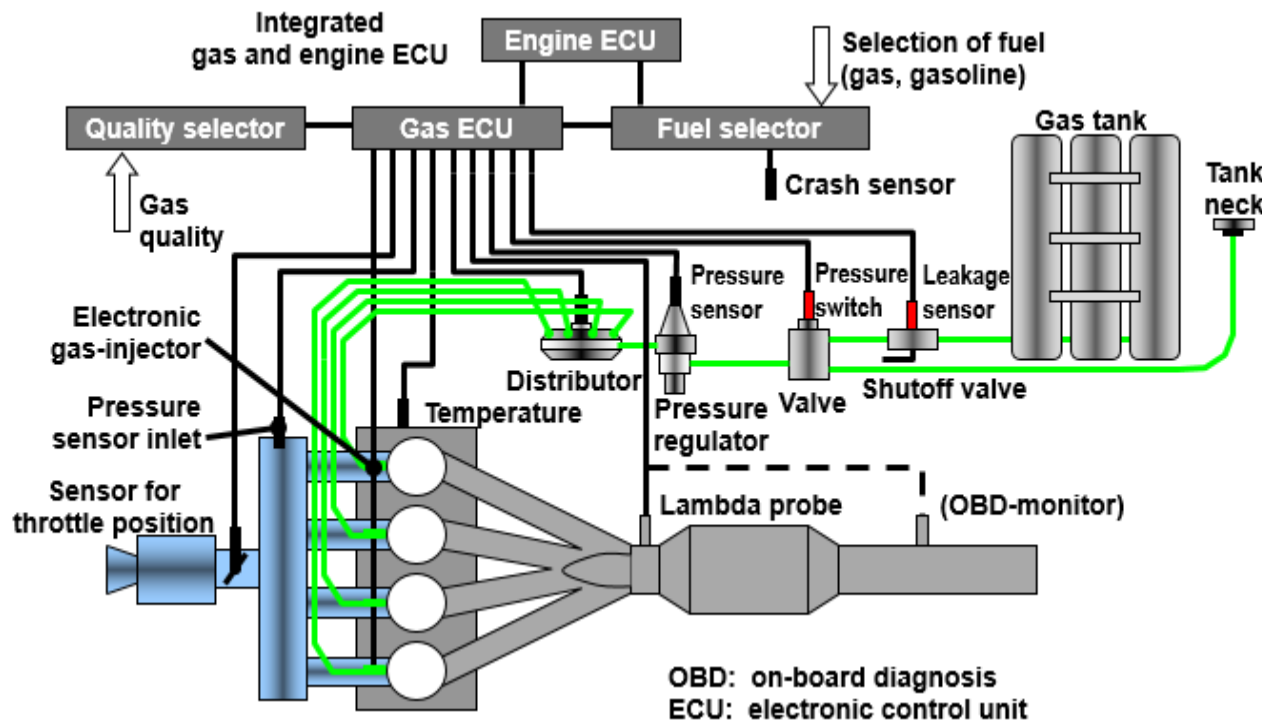 Integrated
gas and engine ECU
Engine ECU
Selection of fuel
(gas, gasoline)
Quality selector
Gas ECU
Fuel selector
Gas tank
Crash sensor
Tank
neck
Gas
quality
Pressure
sensor
Pressure
switch
Leakage
sensor
Electronic
gas-injector
Distributor
Shutoff valve
Valve
Pressure
regulator
Temperature
Pressure
sensor inlet
Sensor for
throttle position
Lambda probe
(OBD-monitor)
OBD: on-board diagnosis
ECU: electronic control unit